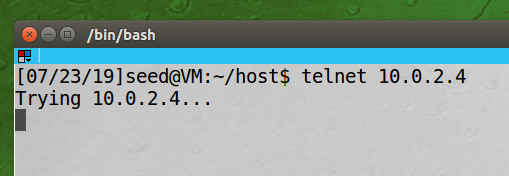 /bin/bash
[07/23/19]seed@VM:~/host$ telnet 10.0.2.4
Trying 10.0.2.4...